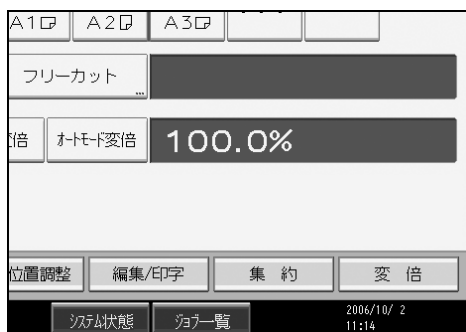 A1 A2 A3
フリーカット
...
倍 ｵｰﾄﾓｰﾄﾞ変倍 100.0%
位置調整 編集/印字 集 約 変 倍
ｼｽﾃﾑ状態 ｼﾞｮﾌﾞ一覧 2006/10/ 2
11:14